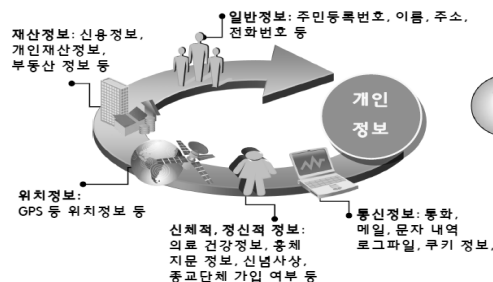 일반정보: 주민등록번호, 이름, 주소,
전화번호 등
재산정보: 신용정보,
개인재산정보,
부동산 정보 등
개인
정보
위치정보:
GPS 등 위치정보 등
신체적, 정신적 정보:
의료 건강정보, 홍체
지문 정보, 신념사상,
종교단체 가입 여부 등
통신정보: 통화,
메일, 문자 내역
로그파일, 쿠키 정보,